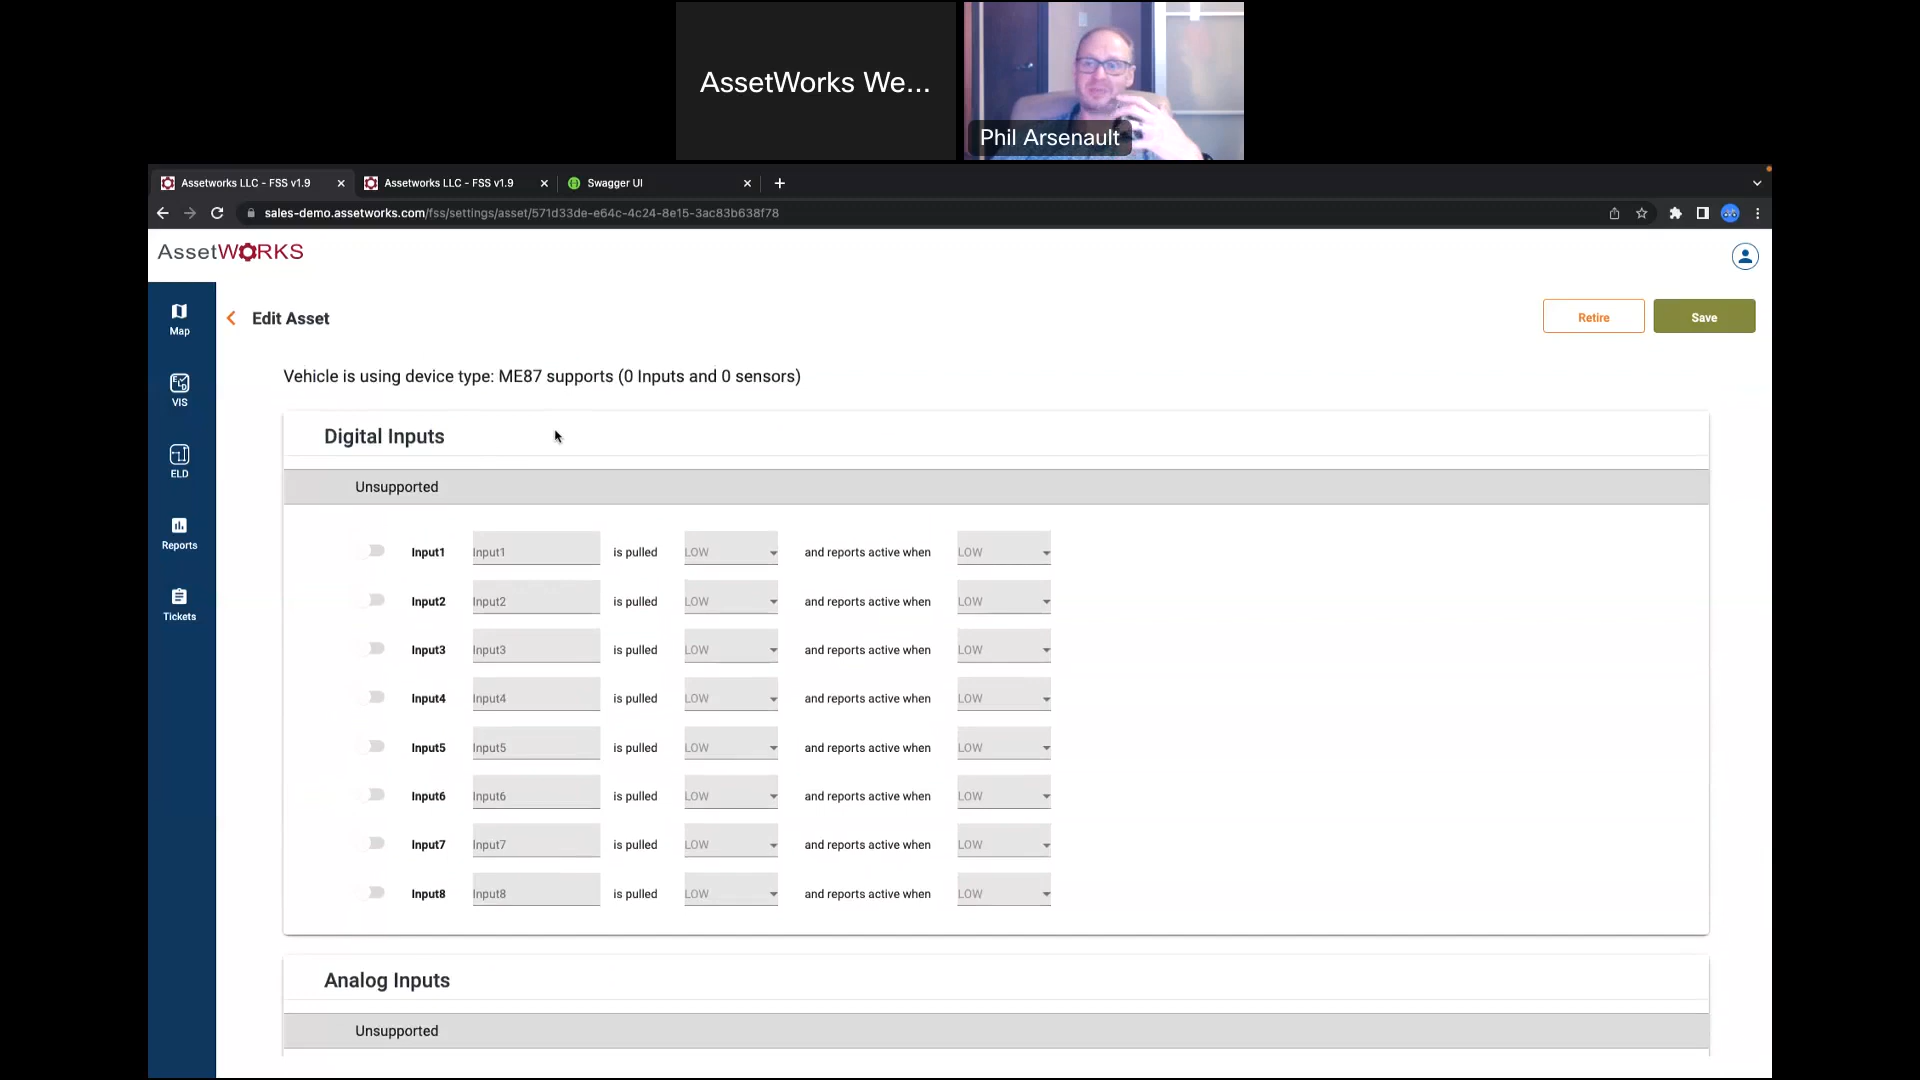 AssetWorks We...
Phil Arsenault
Assetworks LLC - FSS v1.9
Assetworks LLC - FSS v1.9
Swagger UI
sales-demo.assetworks.com/fss/settings/asset/571d33de-e64c-4c24-8e15-3ac83b638f78
AssetWORKS
Map
VIS
ELD
Reports
Tickets
Edit Asset
Retire
Save
Vehicle is using device type: ME87 supports (0 Inputs and 0 sensors)
Digital Inputs
Unsupported
Input1 Input1 is pulled LOW and reports active when LOW
Input2 Input2 is pulled LOW and reports active when LOW
Input3 Input3 is pulled LOW and reports active when LOW
Input4 Input4 is pulled LOW and reports active when LOW
Input5 Input5 is pulled LOW and reports active when LOW
Input6 Input6 is pulled LOW and reports active when LOW
Input7 Input7 is pulled LOW and reports active when LOW
Input8 Input8 is pulled LOW and reports active when LOW
Analog Inputs
Unsupported